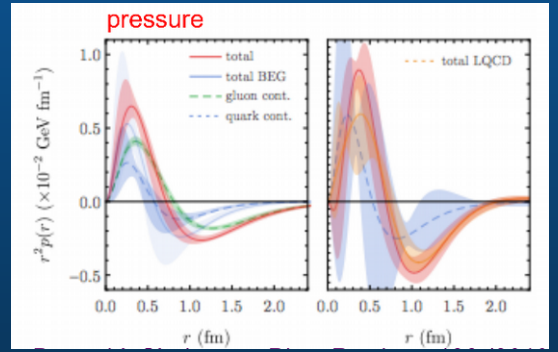 pressure
r²p(r) (×10⁻² GeV fm⁻¹)
1.0
0.5
0.0
−0.5
total
total BEG
gluon cont.
quark cont.
total LQCD
0.0 0.5 1.0 1.5 2.0
0.0 0.5 1.0 1.5 2.0
r (fm)
r (fm)